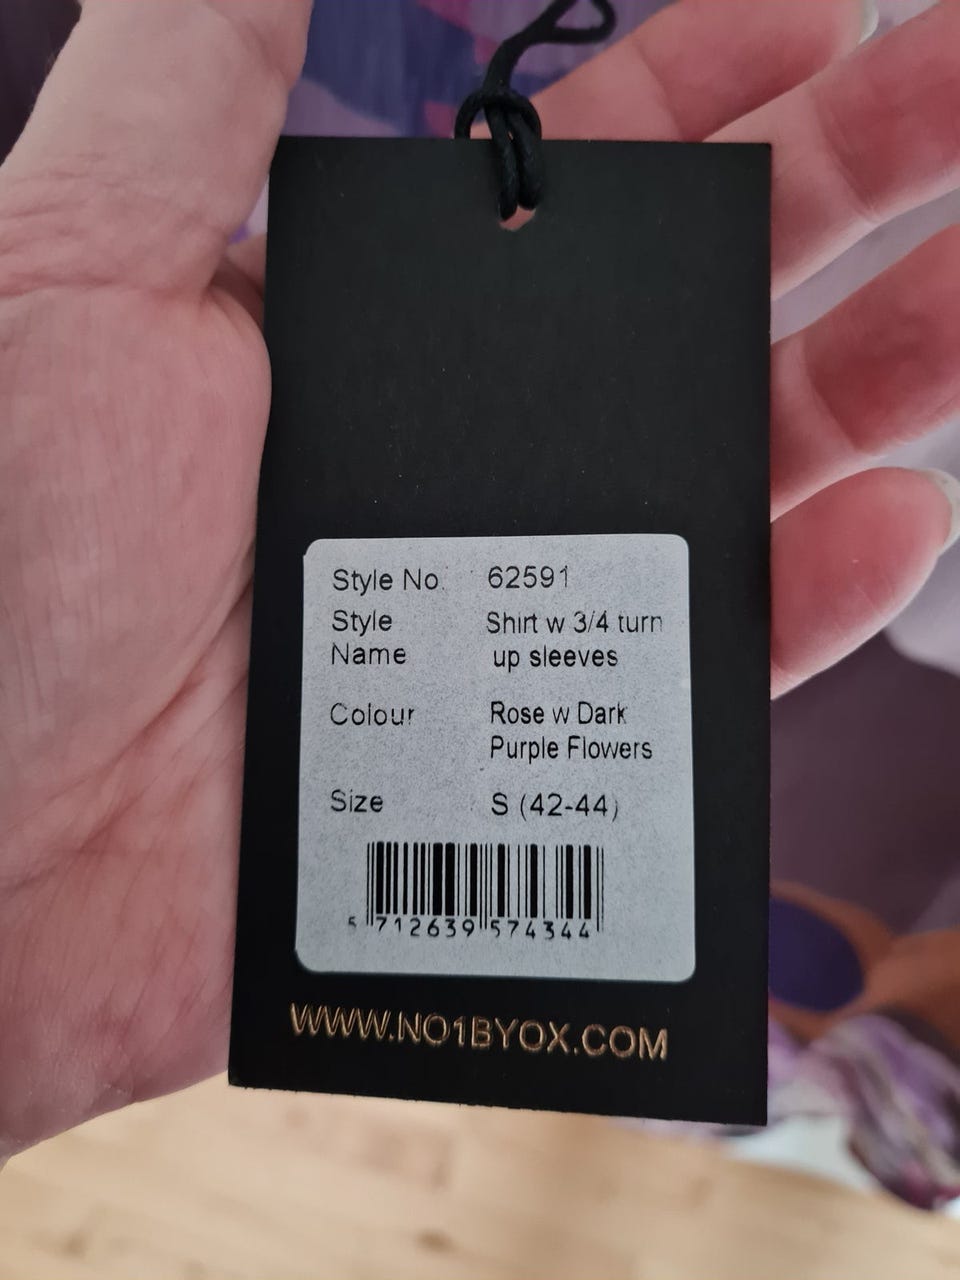 Style No. 62591
Style Shirt w 3/4 turn
Name up sleeves
Colour Rose w Dark
Purple Flowers
Size S (42-44)
5 712639 574344
WWW.NO1BYOX.COM